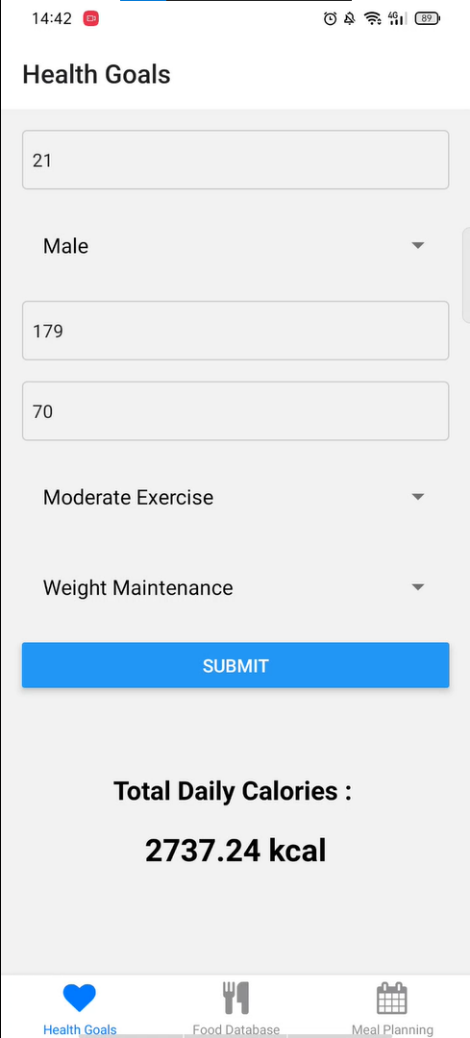 14:42 4G 89
Health Goals
21
Male
179
70
Moderate Exercise
Weight Maintenance
SUBMIT
Total Daily Calories :
2737.24 kcal
Health Goals Food Database Meal Planning